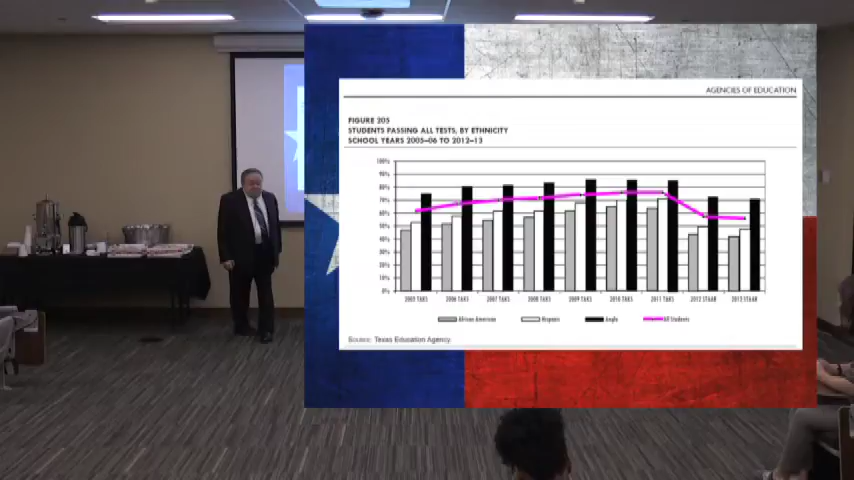 AGENCIES OF EDUCATION
FIGURE 205
STUDENTS PASSING ALL TESTS, BY ETHNICITY
SCHOOL YEARS 2005–06 TO 2012–13
100%
90%
80%
70%
60%
50%
40%
30%
20%
10%
0%
2005 TAKS 2006 TAKS 2007 TAKS 2008 TAKS 2009 TAKS 2010 TAKS 2011 TAKS 2012 STAAR 2013 STAAR
African American Hispanic Anglo All Students
Source: Texas Education Agency.